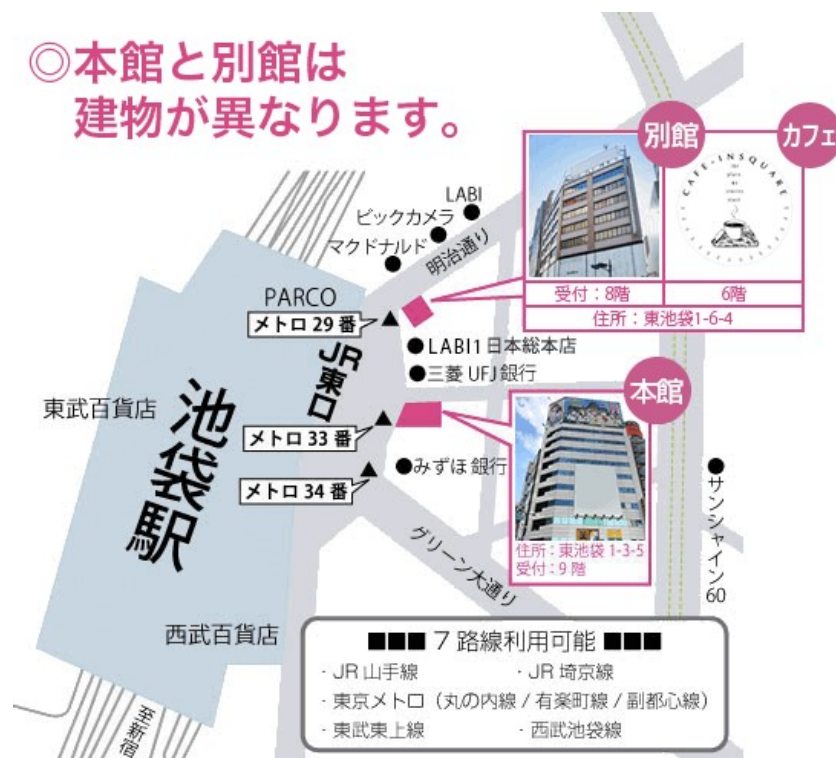 ◎本館と別館は
建物が異なります。
別館
カフェ
CAFE・INSQUARE
受付：8階
6階
住所：東池袋1-6-4
LABI
ビックカメラ
マクドナルド
明治通り
PARCO
メトロ 29 番
JR東口
LABI1 日本総本店
三菱 UFJ 銀行
本館
東武百貨店
池袋駅
メトロ 33 番
みずほ 銀行
メトロ 34 番
サンシャイン60
グリーン大通り
住所：東池袋 1-3-5
受付：9 階
西武百貨店
■■■ 7 路線利用可能 ■■■
· JR 山手線
· JR 埼京線
· 東京メトロ（丸の内線 / 有楽町線 / 副都心線）
· 東武東上線
· 西武池袋線
至新宿